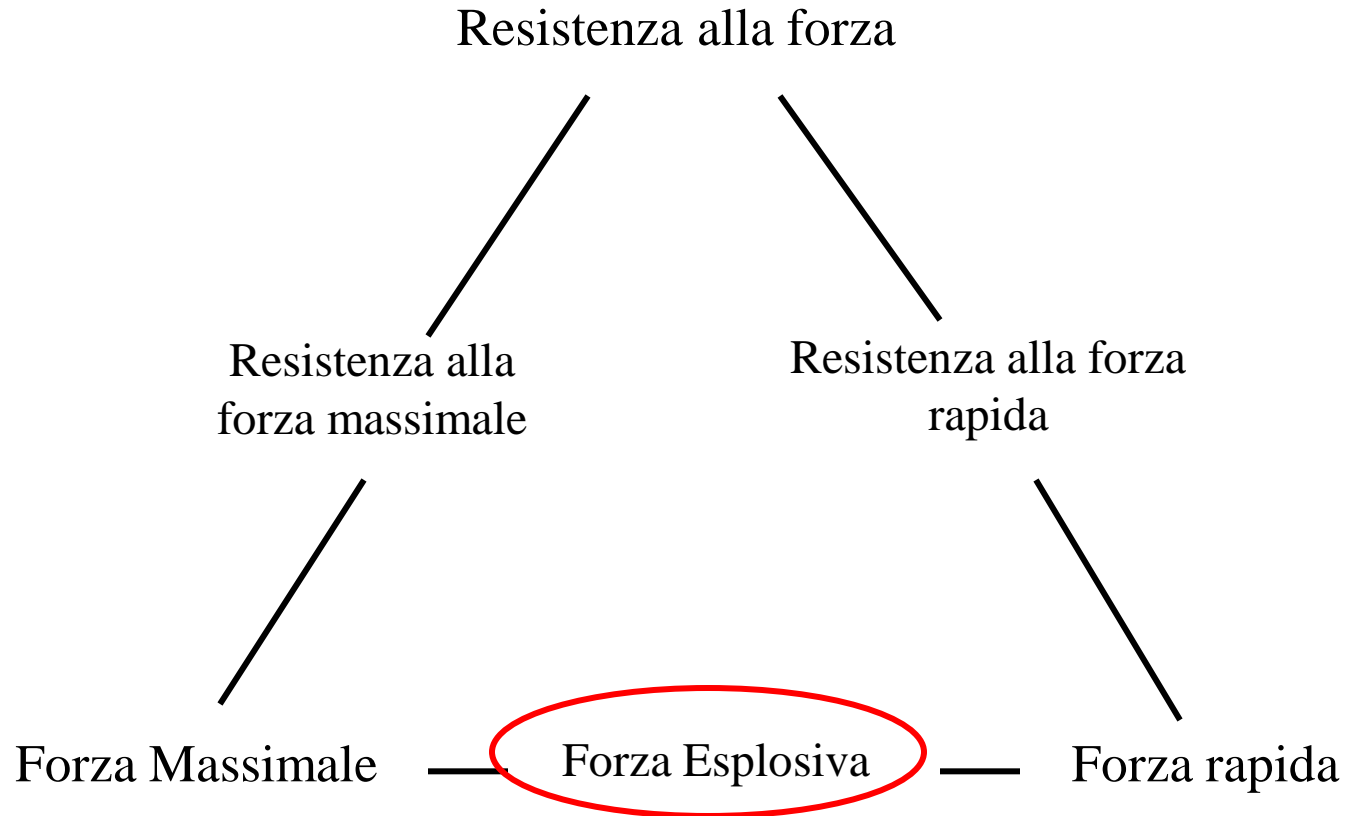 Resistenza alla forza
Resistenza alla
forza massimale
Resistenza alla forza
rapida
Forza Massimale
Forza Esplosiva
Forza rapida